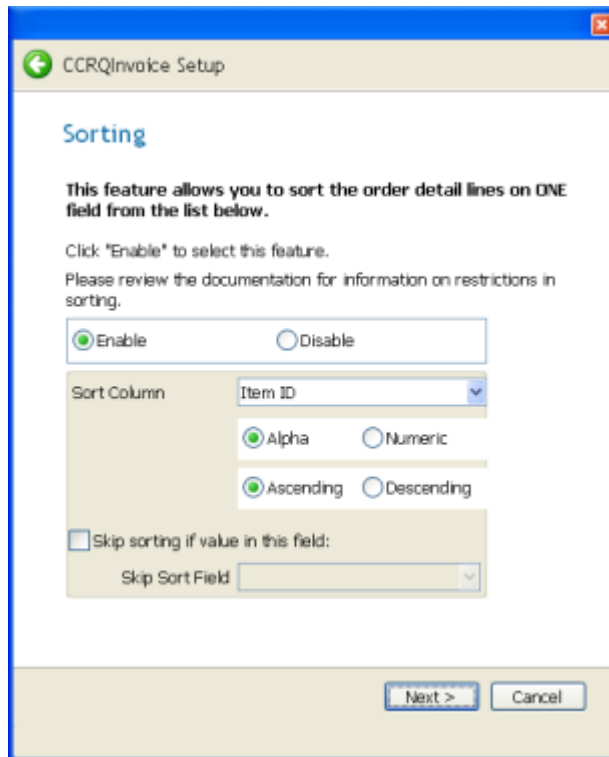 CCRQInvoice Setup
Sorting
This feature allows you to sort the order detail lines on ONE
field from the list below.
Click "Enable" to select this feature.
Please review the documentation for information on restrictions in
sorting.
Enable Disable
Sort Column Item ID
Alpha Numeric
Ascending Descending
Skip sorting if value in this field:
Skip Sort Field
Next > Cancel